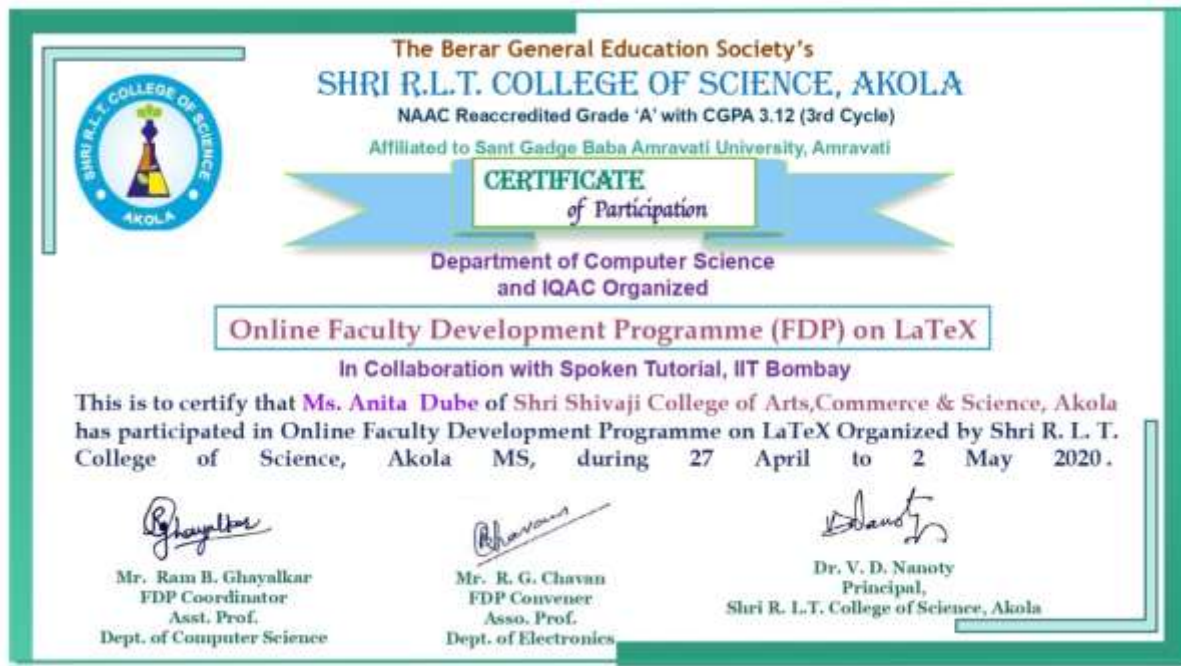 The Berar General Education Society's
SHRI R.L.T. COLLEGE OF SCIENCE, AKOLA
NAAC Reaccredited Grade 'A' with CGPA 3.12 (3rd Cycle)
Affiliated to Sant Gadge Baba Amravati University, Amravati
SHRI R.L.T. COLLEGE OF SCIENCE
AKOLA
CERTIFICATE
of Participation
Department of Computer Science
and IQAC Organized
Online Faculty Development Programme (FDP) on LaTeX
In Collaboration with Spoken Tutorial, IIT Bombay
This is to certify that Ms. Anita Dube of Shri Shivaji College of Arts,Commerce & Science, Akola
has participated in Online Faculty Development Programme on LaTeX Organized by Shri R. L. T.
College of Science, Akola MS, during 27 April to 2 May 2020.
Mr. Ram B. Ghayalkar
FDP Coordinator
Asst. Prof.
Dept. of Computer Science
Mr. R. G. Chavan
FDP Convener
Asso. Prof.
Dept. of Electronics
Dr. V. D. Nanoty
Principal,
Shri R. L.T. College of Science, Akola